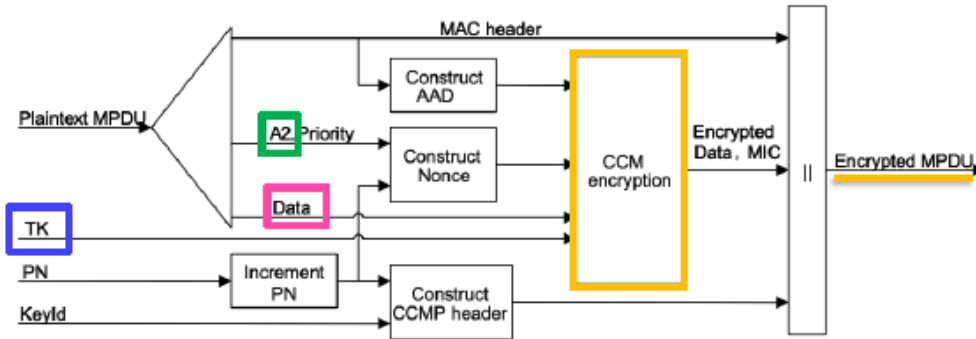 MAC header
Construct
AAD
Plaintext MPDU
A2, Priority
Construct
Nonce
CCM
encryption
Encrypted
Data, MIC
||
Encrypted MPDU
Data
TK
PN
Increment
PN
Construct
CCMP header
KeyId